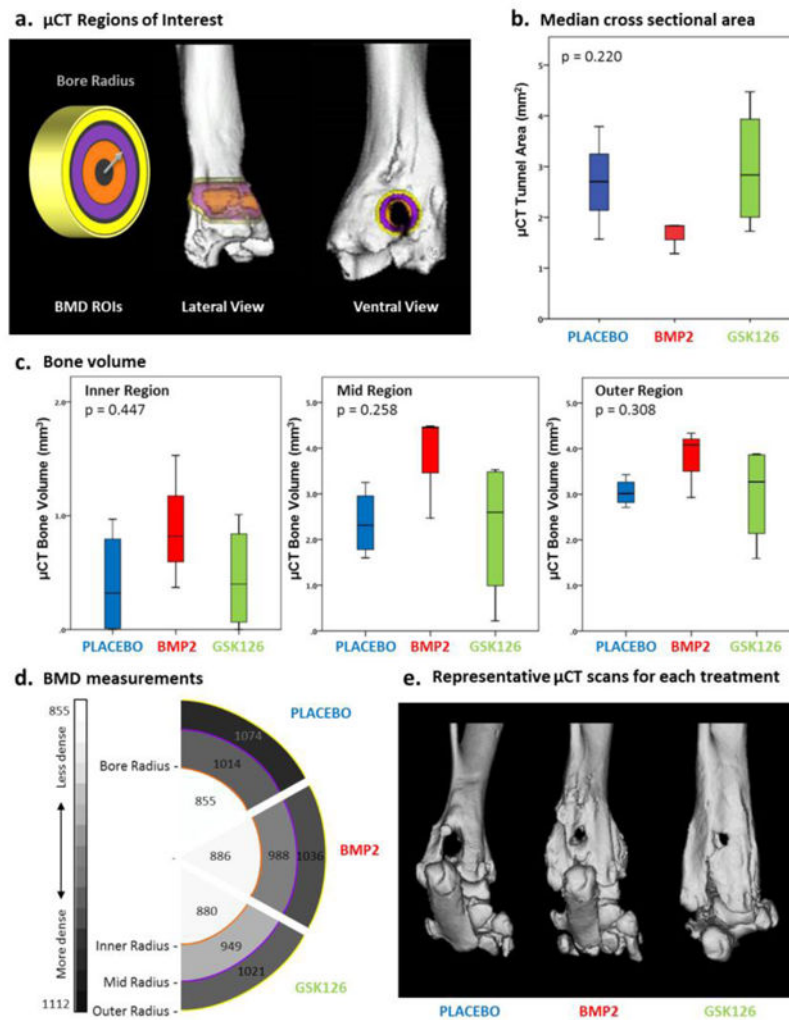 a. µCT Regions of Interest
Bore Radius
BMD ROIs
Lateral View
Ventral View
b. Median cross sectional area
p = 0.220
µCT Tunnel Area (mm²)
5
4
3
2
1
0
PLACEBO
BMP2
GSK126
c. Bone volume
Inner Region
p = 0.447
µCT Bone Volume (mm³)
2.0
1.0
.0
PLACEBO
BMP2
GSK126
Mid Region
p = 0.258
µCT Bone Volume (mm³)
5.0
4.0
3.0
2.0
1.0
.0
PLACEBO
BMP2
GSK126
Outer Region
p = 0.308
µCT Bone Volume (mm³)
5.0
4.0
3.0
2.0
1.0
.0
PLACEBO
BMP2
GSK126
d. BMD measurements
855
Less dense
More dense
1112
Bore Radius -
Inner Radius -
Mid Radius -
Outer Radius -
PLACEBO
1074
1014
855
BMP2
886
988
1036
880
949
1021
GSK126
e. Representative µCT scans for each treatment
PLACEBO
BMP2
GSK126